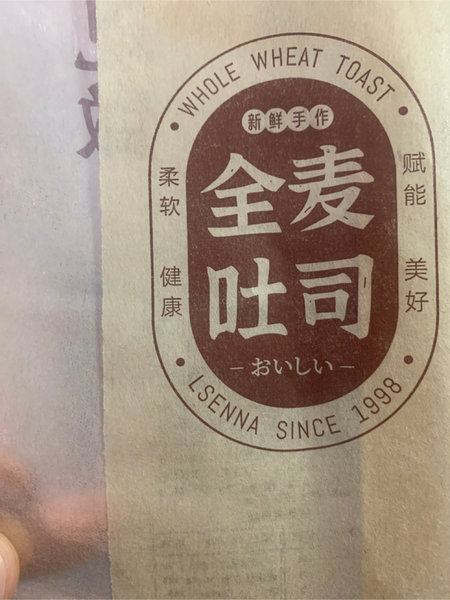 WHOLE WHEAT TOAST
新鲜手作
柔软
健康
全麦
吐司
赋能
美好
おいしい
LSENNA SINCE 1998